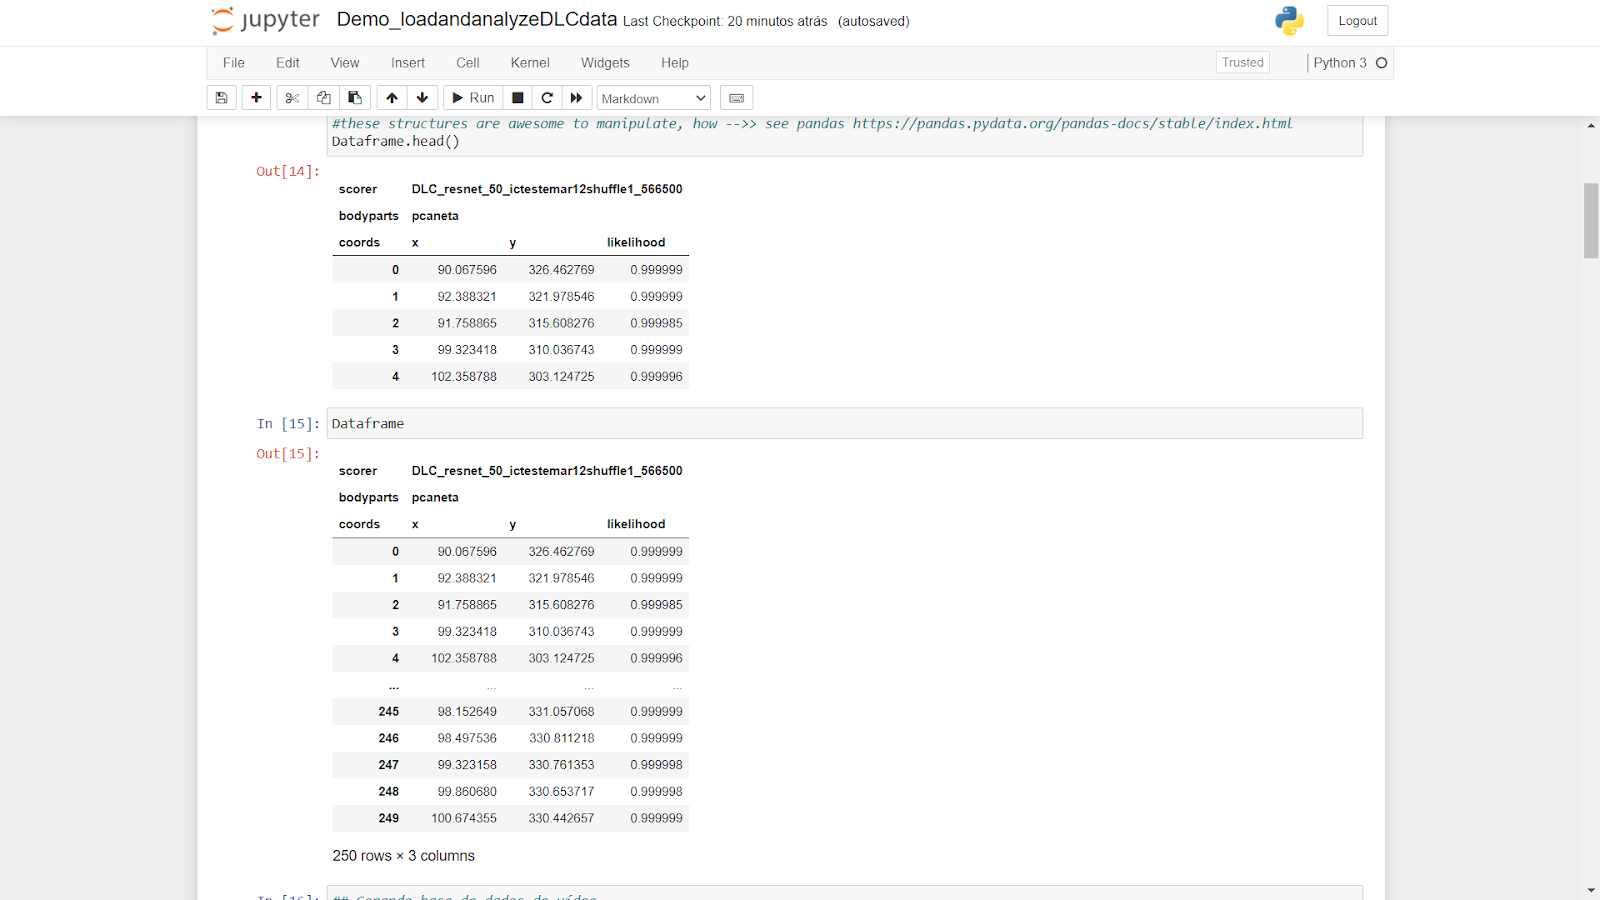 jupyter Demo_loadandanalyzeDLCdata Last Checkpoint: 20 minutos atrás (autosaved) Logout
File Edit View Insert Cell Kernel Widgets Help Trusted Python 3
Run Markdown
#these structures are awesome to manipulate, how -->> see pandas https://pandas.pydata.org/pandas-docs/stable/index.html
Dataframe.head()
Out[14]:
scorer DLC_resnet_50_ictestemar12shuffle1_566500
bodyparts pcaneta
coords x y likelihood
0 90.067596 326.462769 0.999999
1 92.388321 321.978546 0.999999
2 91.758865 315.608276 0.999985
3 99.323418 310.036743 0.999999
4 102.358788 303.124725 0.999996
In [15]: Dataframe
Out[15]:
scorer DLC_resnet_50_ictestemar12shuffle1_566500
bodyparts pcaneta
coords x y likelihood
0 90.067596 326.462769 0.999999
1 92.388321 321.978546 0.999999
2 91.758865 315.608276 0.999985
3 99.323418 310.036743 0.999999
4 102.358788 303.124725 0.999996
... ... ... ...
245 98.152649 331.057068 0.999999
246 98.497536 330.811218 0.999999
247 99.323158 330.761353 0.999998
248 99.860680 330.653717 0.999998
249 100.674355 330.442657 0.999999
250 rows × 3 columns
In [16]: ## base de dados de vídeo